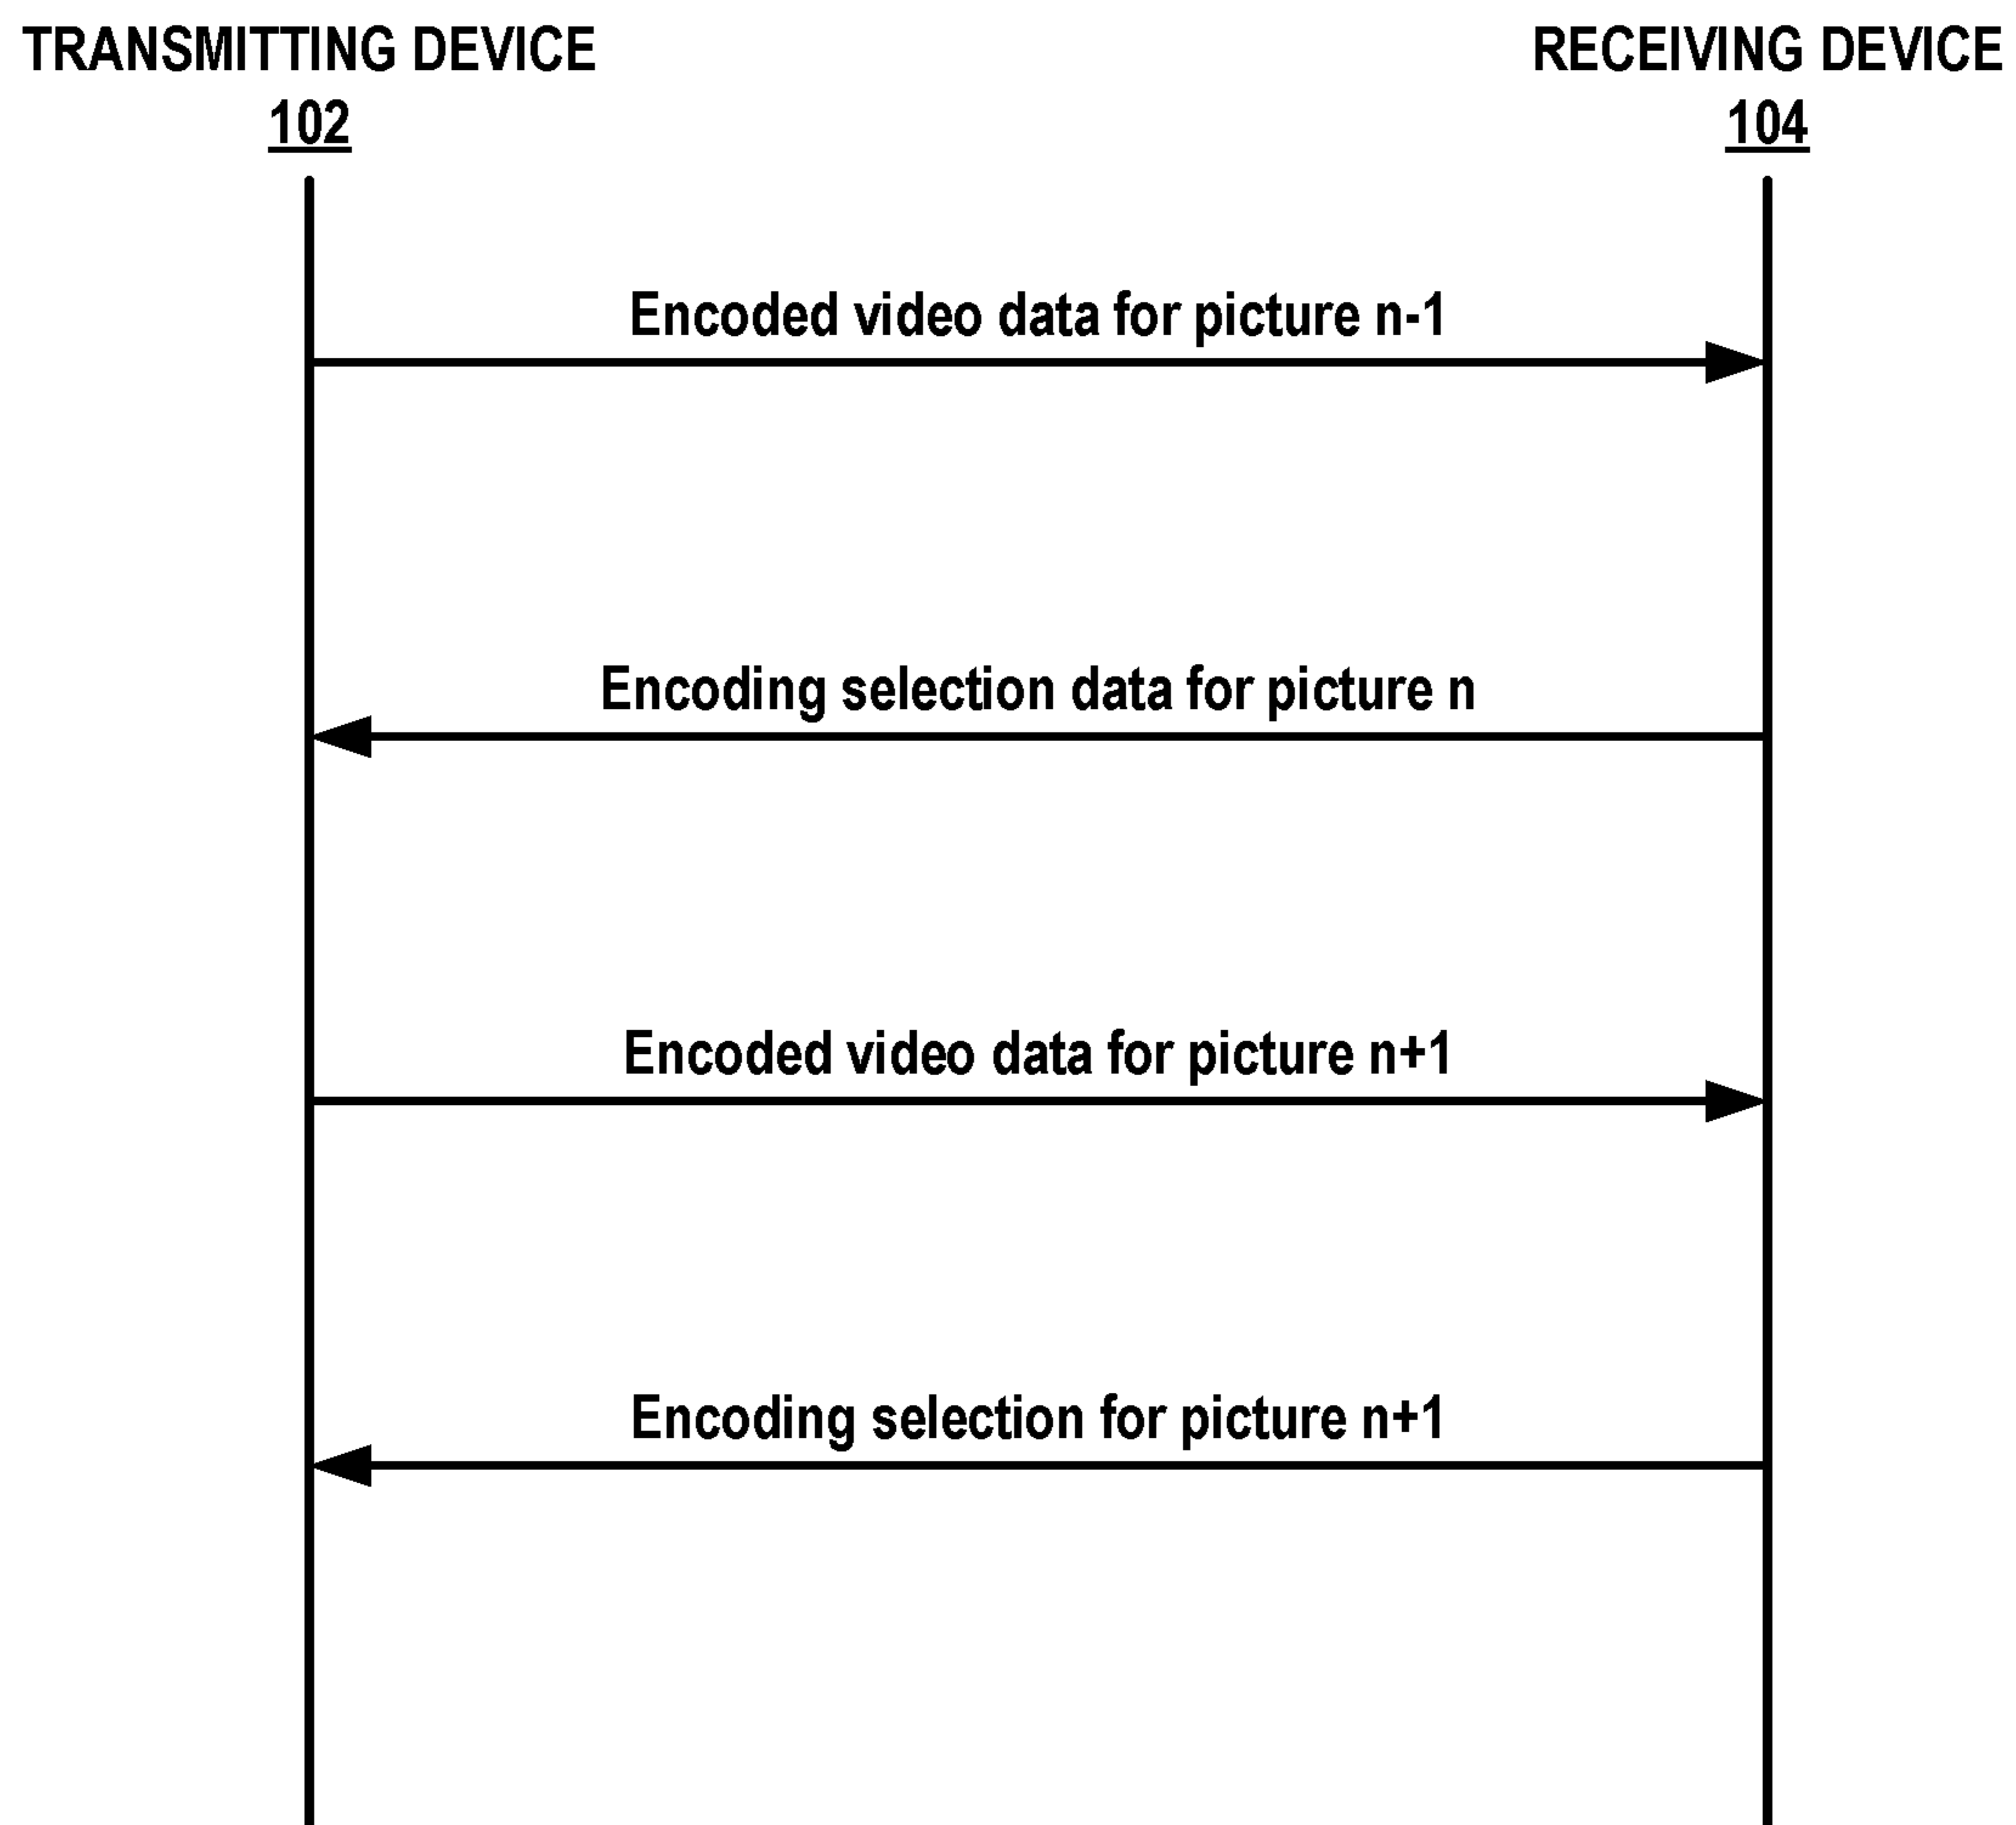 TRANSMITTING DEVICE
102
RECEIVING DEVICE
104
Encoded video data for picture n-1
Encoding selection data for picture n
Encoded video data for picture n+1
Encoding selection for picture n+1